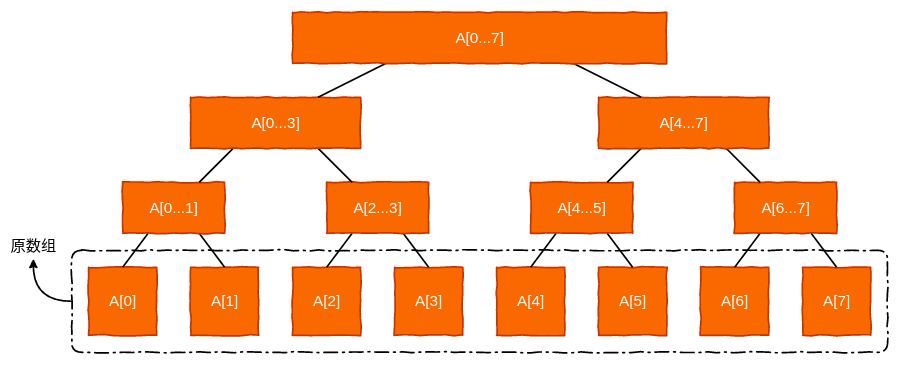 A[0...7]
A[0...3]
A[4...7]
A[0...1]
A[2...3]
A[4...5]
A[6...7]
原数组
A[0]
A[1]
A[2]
A[3]
A[4]
A[5]
A[6]
A[7]